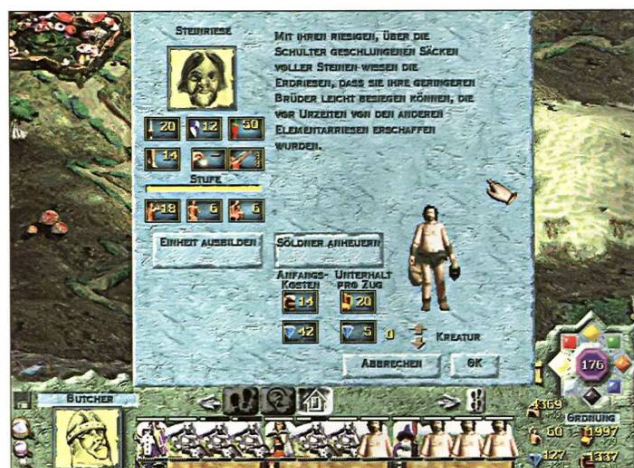 STEINRIESE
MIT IHREN RIESIGEN, ÜBER DIE
SCHULTER GESCHLUNGENEN SÄCKEN
VOLLER STEINEN WISSEN DIE
ERDRIESEN, DASS SIE IHRE GERINGEREN
BRÜDER LEICHT BESIEGEN KÖNNEN, DIE
VOR URZEITEN VON DEN ANDEREN
ELEMENTARRIESEN ERSCHAFFEN
WURDEN.
20 12 50
14 -
STUFE
18 6 6
EINHEIT AUSBILDEN
SÖLDNER ANHEUERN
ANFANGS- UNTERHALT
KOSTEN PRO ZUG
14 20
42 5 0
KREATUR
ABBRECHEN
OK
176
BUTCHER
4369
ORDNUNG
60 1997
127 1337